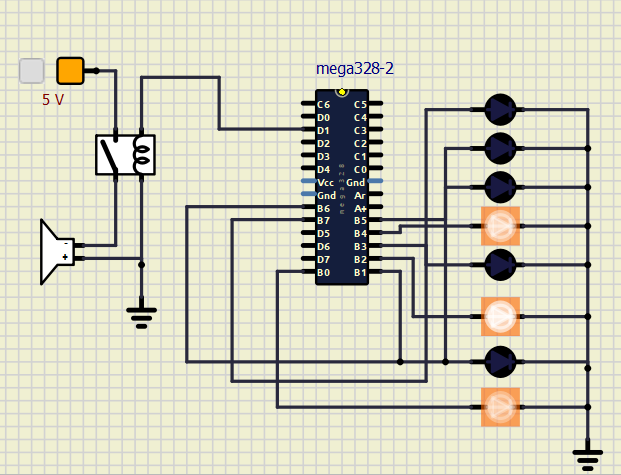 mega328-2
5 V
C6 C5
D0 C4
D1 C3
D2 C2
D3 C1
D4 C0
Vcc Gnd
Gnd Ar
B6 A+
B7 B5
D5 B4
D6 B3
D7 B2
B0 B1
mega328
-
+